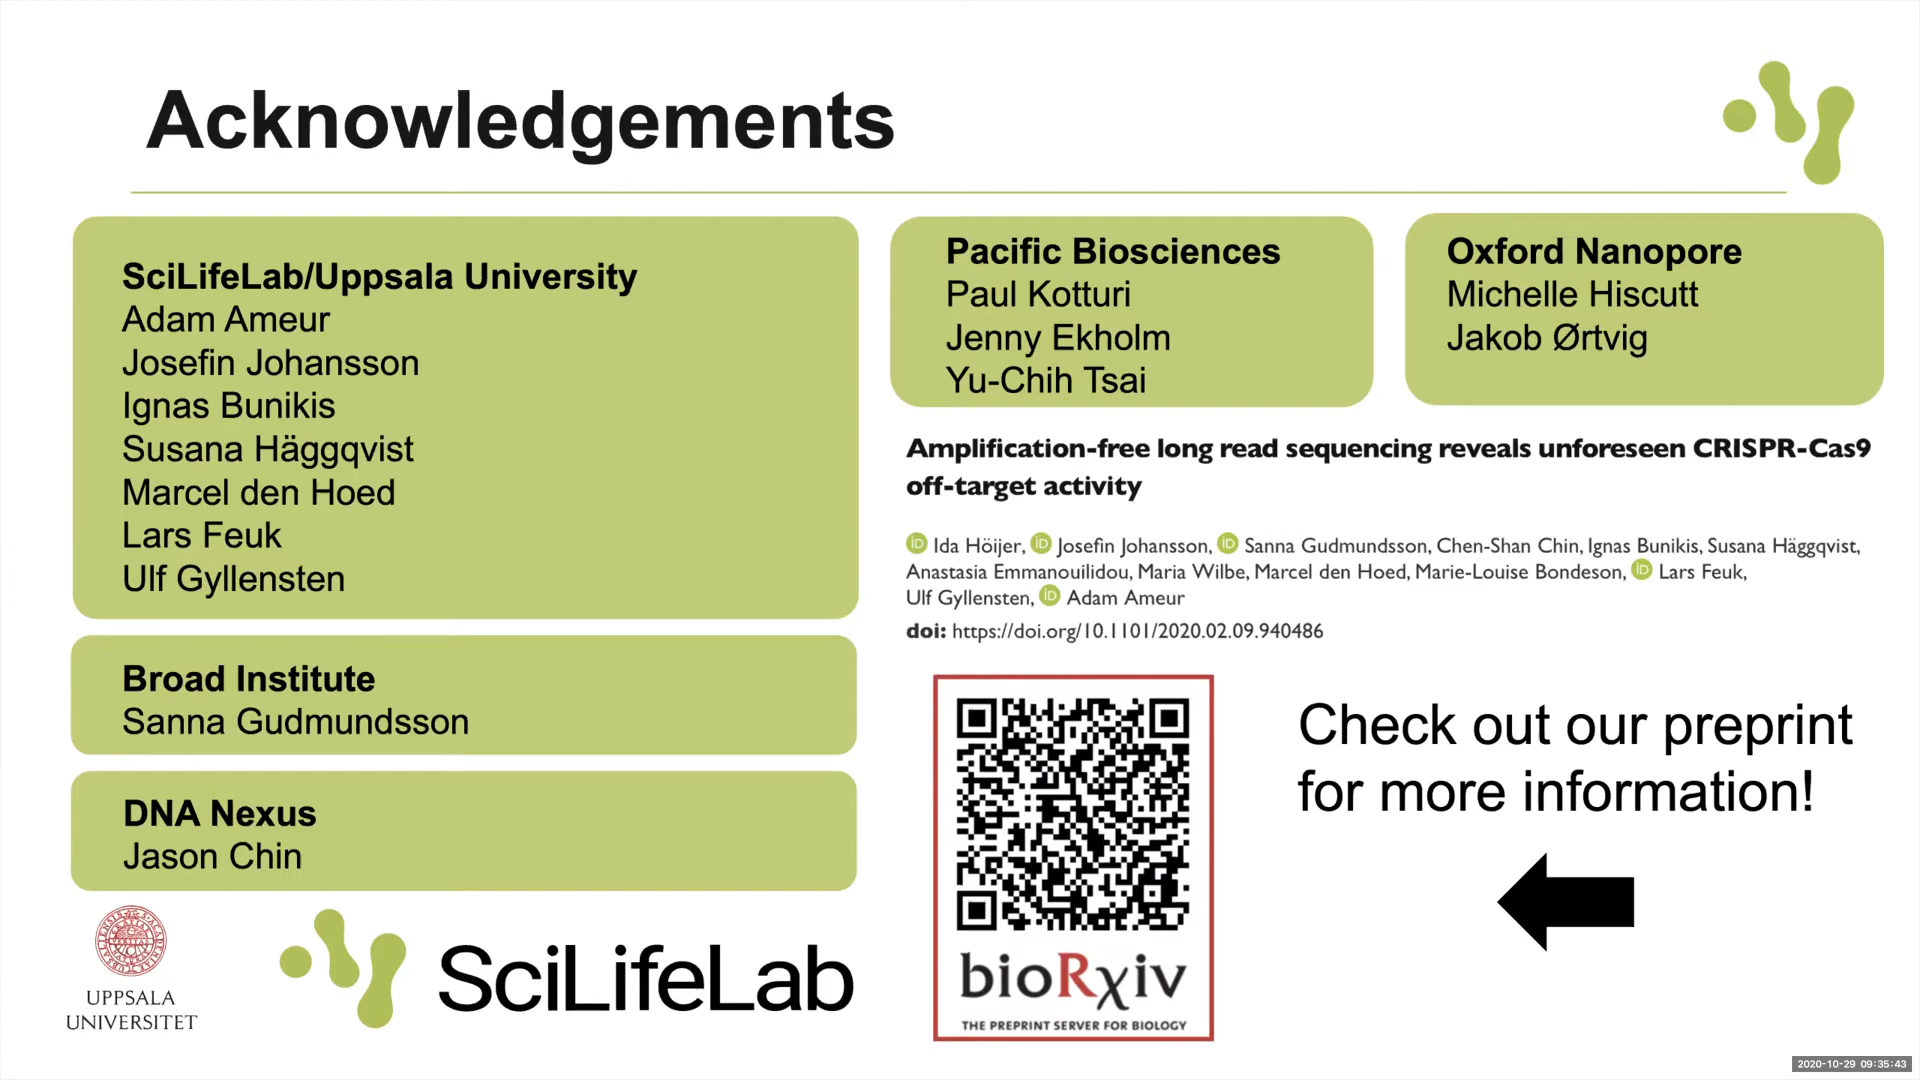 Acknowledgements
SciLifeLab/Uppsala University
Adam Ameur
Josefin Johansson
Ignas Bunikis
Susana Häggqvist
Marcel den Hoed
Lars Feuk
Ulf Gyllensten
Broad Institute
Sanna Gudmundsson
DNA Nexus
Jason Chin
UPPSALA
UNIVERSITET
SciLifeLab
Pacific Biosciences
Paul Kotturi
Jenny Ekholm
Yu-Chih Tsai
Oxford Nanopore
Michelle Hiscutt
Jakob Ørtvig
Amplification-free long read sequencing reveals unforeseen CRISPR-Cas9
off-target activity
iD Ida Höijer, iD Josefin Johansson, iD Sanna Gudmundsson, Chen-Shan Chin, Ignas Bunikis, Susana Häggqvist,
Anastasia Emmanouilidou, Maria Wilbe, Marcel den Hoed, Marie-Louise Bondeson, iD Lars Feuk,
Ulf Gyllensten, iD Adam Ameur
doi: https://doi.org/10.1101/2020.02.09.940486
bioRχiv
THE PREPRINT SERVER FOR BIOLOGY
Check out our preprint
for more information!
2020-10-29 09:35:43